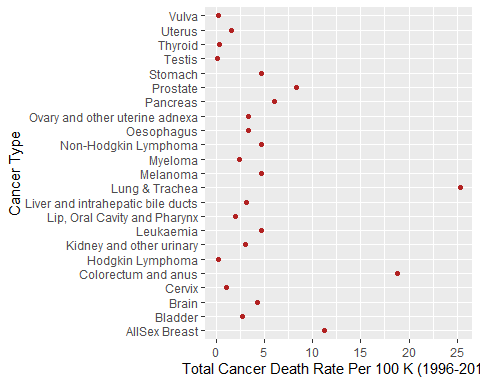 Vulva
Uterus
Thyroid
Testis
Stomach
Prostate
Pancreas
Ovary and other uterine adnexa
Oesophagus
Non-Hodgkin Lymphoma
Myeloma
Melanoma
Lung & Trachea
Liver and intrahepatic bile ducts
Lip, Oral Cavity and Pharynx
Leukaemia
Kidney and other urinary
Hodgkin Lymphoma
Colorectum and anus
Cervix
Brain
Bladder
AllSex Breast
Cancer Type
0 5 10 15 20 25
Total Cancer Death Rate Per 100 K (1996-201